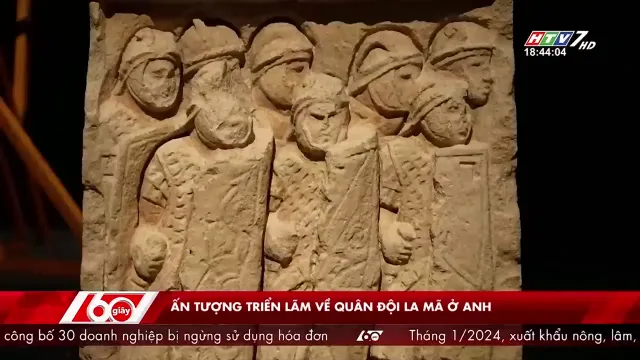 HTV7 HD
18:44:04
60 giây
ẤN TƯỢNG TRIỂN LÃM VỀ QUÂN ĐỘI LA MÃ Ở ANH
công bố 30 doanh nghiệp bị ngừng sử dụng hóa đơn 60 Tháng 1/2024, xuất khẩu nông, lâm,